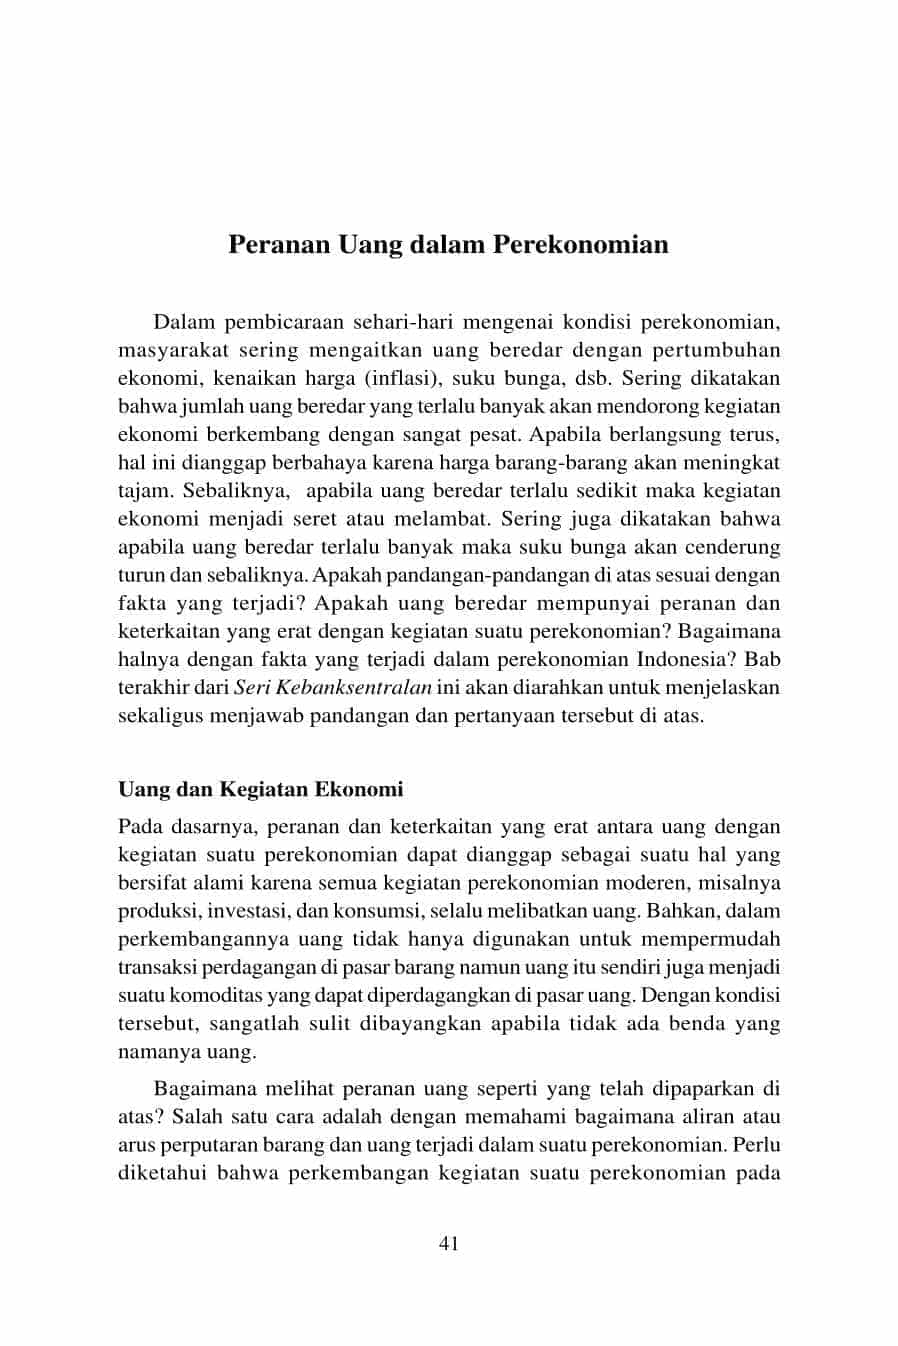 Peranan Uang dalam Perekonomian
Dalam pembicaraan sehari-hari mengenai kondisi perekonomian,
masyarakat sering mengaitkan uang beredar dengan pertumbuhan
ekonomi, kenaikan harga (inflasi), suku bunga, dsb. Sering dikatakan
bahwa jumlah uang beredar yang terlalu banyak akan mendorong kegiatan
ekonomi berkembang dengan sangat pesat. Apabila berlangsung terus,
hal ini dianggap berbahaya karena harga barang-barang akan meningkat
tajam. Sebaliknya, apabila uang beredar terlalu sedikit maka kegiatan
ekonomi menjadi seret atau melambat. Sering juga dikatakan bahwa
apabila uang beredar terlalu banyak maka suku bunga akan cenderung
turun dan sebaliknya. Apakah pandangan-pandangan di atas sesuai dengan
fakta yang terjadi? Apakah uang beredar mempunyai peranan dan
keterkaitan yang erat dengan kegiatan suatu perekonomian? Bagaimana
halnya dengan fakta yang terjadi dalam perekonomian Indonesia? Bab
terakhir dari Seri Kebanksentralan ini akan diarahkan untuk menjelaskan
sekaligus menjawab pandangan dan pertanyaan tersebut di atas.
Uang dan Kegiatan Ekonomi
Pada dasarnya, peranan dan keterkaitan yang erat antara uang dengan
kegiatan suatu perekonomian dapat dianggap sebagai suatu hal yang
bersifat alami karena semua kegiatan perekonomian moderen, misalnya
produksi, investasi, dan konsumsi, selalu melibatkan uang. Bahkan, dalam
perkembangannya uang tidak hanya digunakan untuk mempermudah
transaksi perdagangan di pasar barang namun uang itu sendiri juga menjadi
suatu komoditas yang dapat diperdagangkan di pasar uang. Dengan kondisi
tersebut, sangatlah sulit dibayangkan apabila tidak ada benda yang
namanya uang.
Bagaimana melihat peranan uang seperti yang telah dipaparkan di
atas? Salah satu cara adalah dengan memahami bagaimana aliran atau
arus perputaran barang dan uang terjadi dalam suatu perekonomian. Perlu
diketahui bahwa perkembangan kegiatan suatu perekonomian pada
41